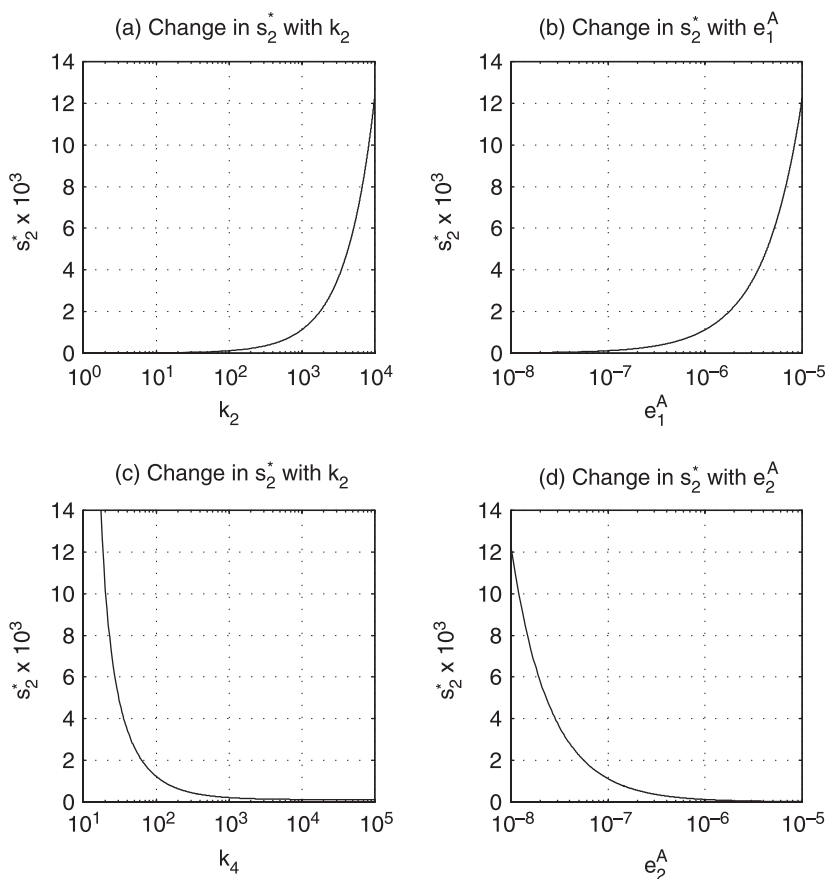 (a) Change in s₂* with k₂
14
12
10
8
6
4
2
0
s₂* x 10³
10⁰ 10¹ 10² 10³ 10⁴
k₂
(b) Change in s₂* with e₁ᴬ
14
12
10
8
6
4
2
0
s₂* x 10³
10⁻⁸ 10⁻⁷ 10⁻⁶ 10⁻⁵
e₁ᴬ
(c) Change in s₂* with k₂
14
12
10
8
6
4
2
0
s₂* x 10³
10¹ 10² 10³ 10⁴ 10⁵
k₄
(d) Change in s₂* with e₂ᴬ
14
12
10
8
6
4
2
0
s₂* x 10³
10⁻⁸ 10⁻⁷ 10⁻⁶ 10⁻⁵
e₂ᴬ